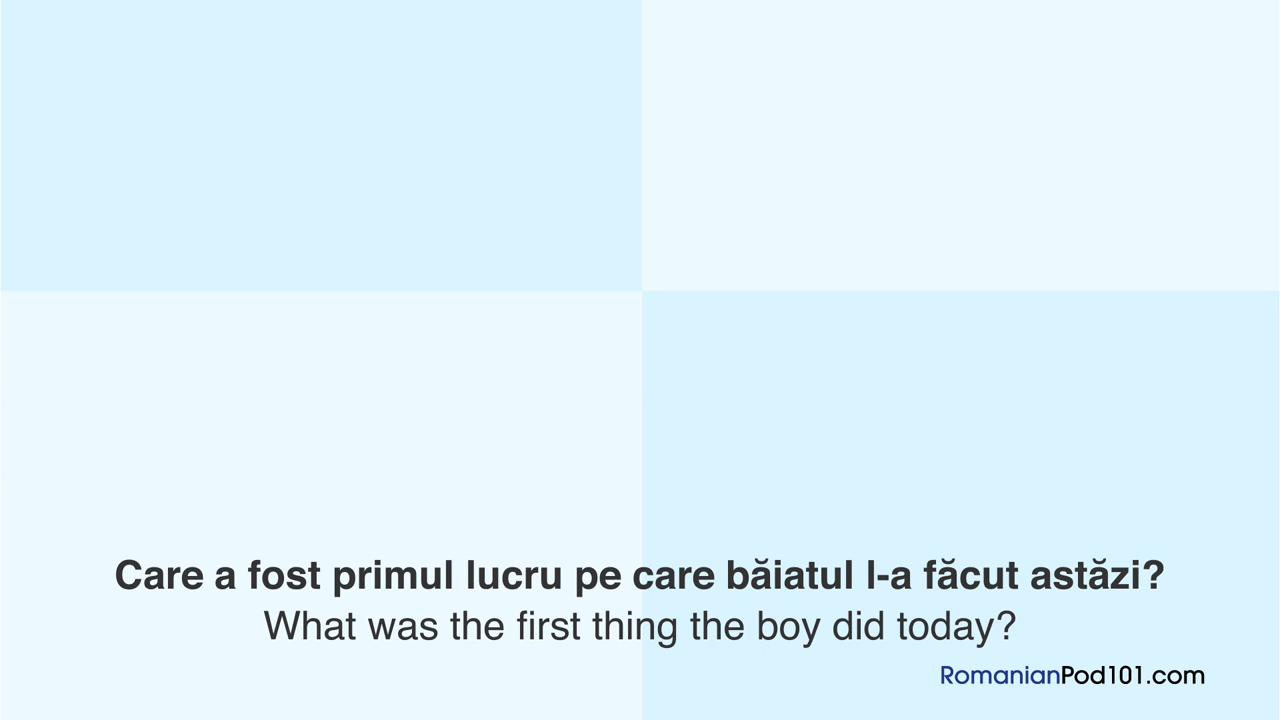 Care a fost primul lucru pe care băiatul l-a făcut astăzi?
What was the first thing the boy did today?
RomanianPod101.com